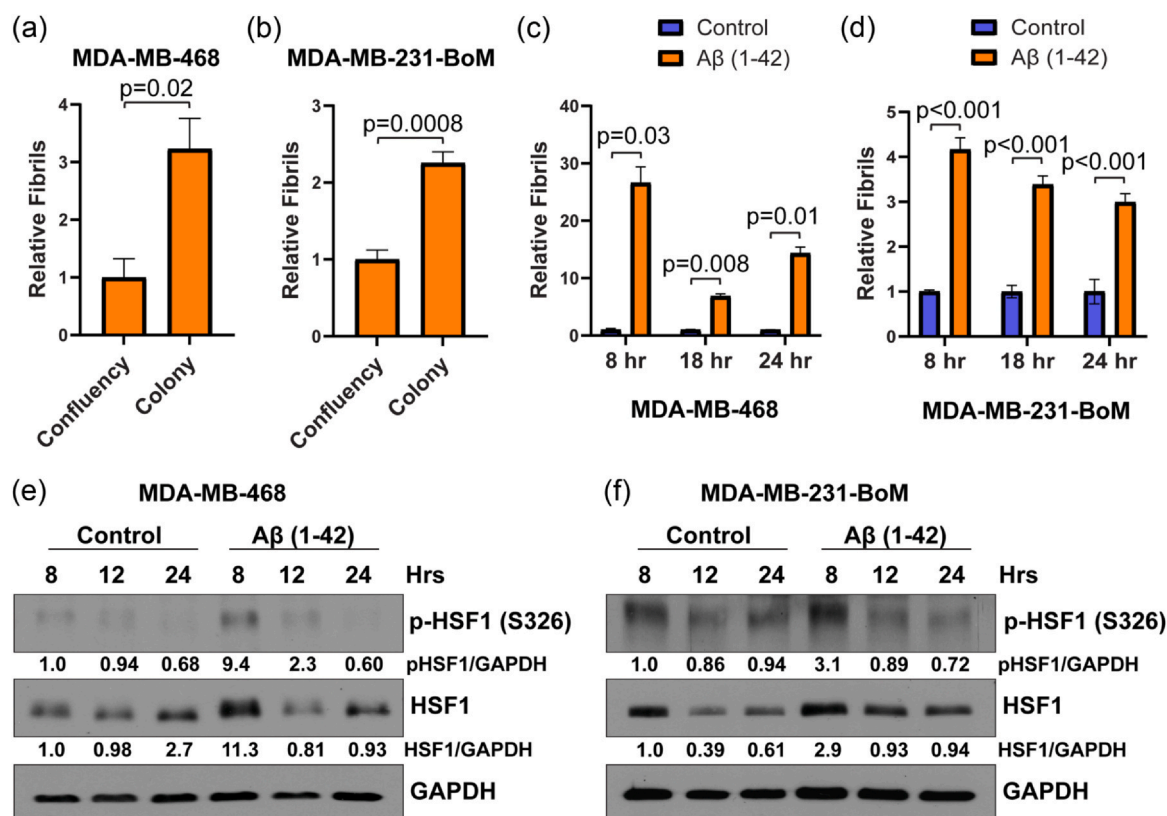 (a)
MDA-MB-468
p=0.02
Relative Fibrils
5
4
3
2
1
0
Confluency
Colony
(b)
MDA-MB-231-BoM
p=0.0008
Relative Fibrils
3
2
1
0
Confluency
Colony
(c)
Control
Aβ (1-42)
p=0.03
p=0.008
p=0.01
Relative Fibrils
40
30
20
10
0
8 hr 18 hr 24 hr
MDA-MB-468
(d)
Control
Aβ (1-42)
p<0.001
p<0.001
p<0.001
Relative Fibrils
5
4
3
2
1
0
8 hr 18 hr 24 hr
MDA-MB-231-BoM
(e)
MDA-MB-468
Control Aβ (1-42)
8 12 24 8 12 24 Hrs
p-HSF1 (S326)
1.0 0.94 0.68 9.4 2.3 0.60 pHSF1/GAPDH
HSF1
1.0 0.98 2.7 11.3 0.81 0.93 HSF1/GAPDH
GAPDH
(f)
MDA-MB-231-BoM
Control Aβ (1-42)
8 12 24 8 12 24 Hrs
p-HSF1 (S326)
1.0 0.86 0.94 3.1 0.89 0.72 pHSF1/GAPDH
HSF1
1.0 0.39 0.61 2.9 0.93 0.94 HSF1/GAPDH
GAPDH